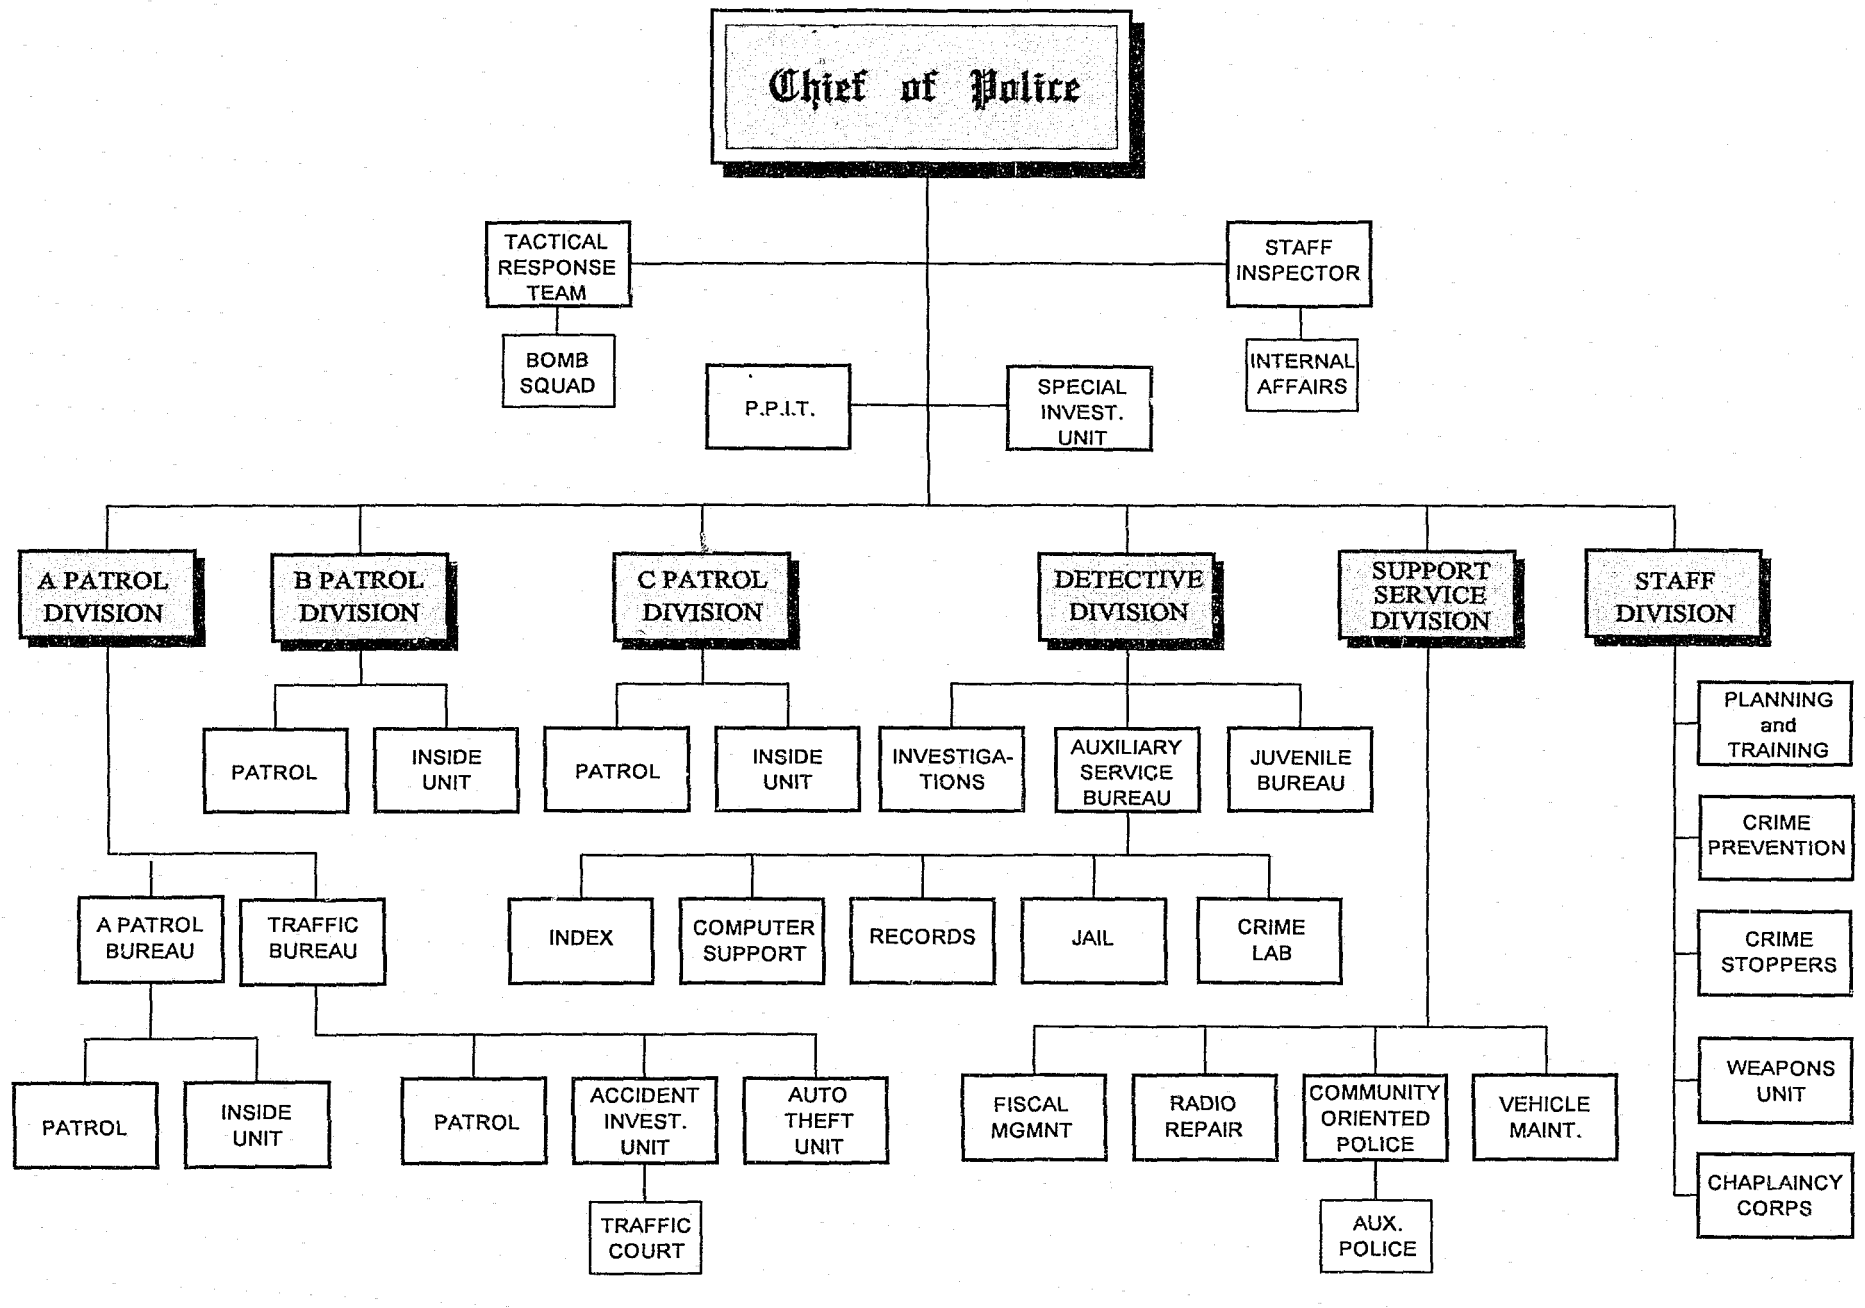 Chief of Police
TACTICAL
RESPONSE
TEAM
STAFF
INSPECTOR
BOMB
SQUAD
INTERNAL
AFFAIRS
P.P.I.T.
SPECIAL
INVEST.
UNIT
A PATROL
DIVISION
B PATROL
DIVISION
C PATROL
DIVISION
DETECTIVE
DIVISION
SUPPORT
SERVICE
DIVISION
STAFF
DIVISION
PATROL
INSIDE
UNIT
PATROL
INSIDE
UNIT
INVESTIGA-
TIONS
AUXILIARY
SERVICE
BUREAU
JUVENILE
BUREAU
PLANNING
and
TRAINING
CRIME
PREVENTION
A PATROL
BUREAU
TRAFFIC
BUREAU
INDEX
COMPUTER
SUPPORT
RECORDS
JAIL
CRIME
LAB
CRIME
STOPPERS
PATROL
INSIDE
UNIT
PATROL
ACCIDENT
INVEST.
UNIT
AUTO
THEFT
UNIT
FISCAL
MGMNT
RADIO
REPAIR
COMMUNITY
ORIENTED
POLICE
VEHICLE
MAINT.
WEAPONS
UNIT
TRAFFIC
COURT
AUX.
POLICE
CHAPLAINCY
CORPS